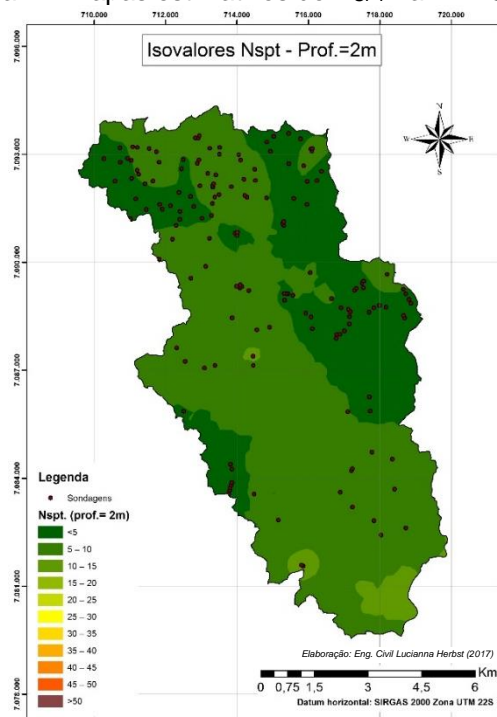 710.000 712.000 714.000 716.000 718.000 720.000
Isovalores Nspt - Prof.=2m
7.096.000
7.093.000
7.090.000
7.087.000
7.084.000
7.081.000
7.078.000
N
W
E
S
Legenda
Sondagens
Nspt. (prof.= 2m)
<5
5 – 10
10 – 15
15 - 20
20 – 25
25 – 30
30 – 35
35 – 40
40 – 45
45 - 50
>50
Elaboração: Eng. Civil Lucianna Herbst (2017)
Km
0 0,75 1,5 3 4,5 6
Datum horizontal: SIRGAS 2000 Zona UTM 22S